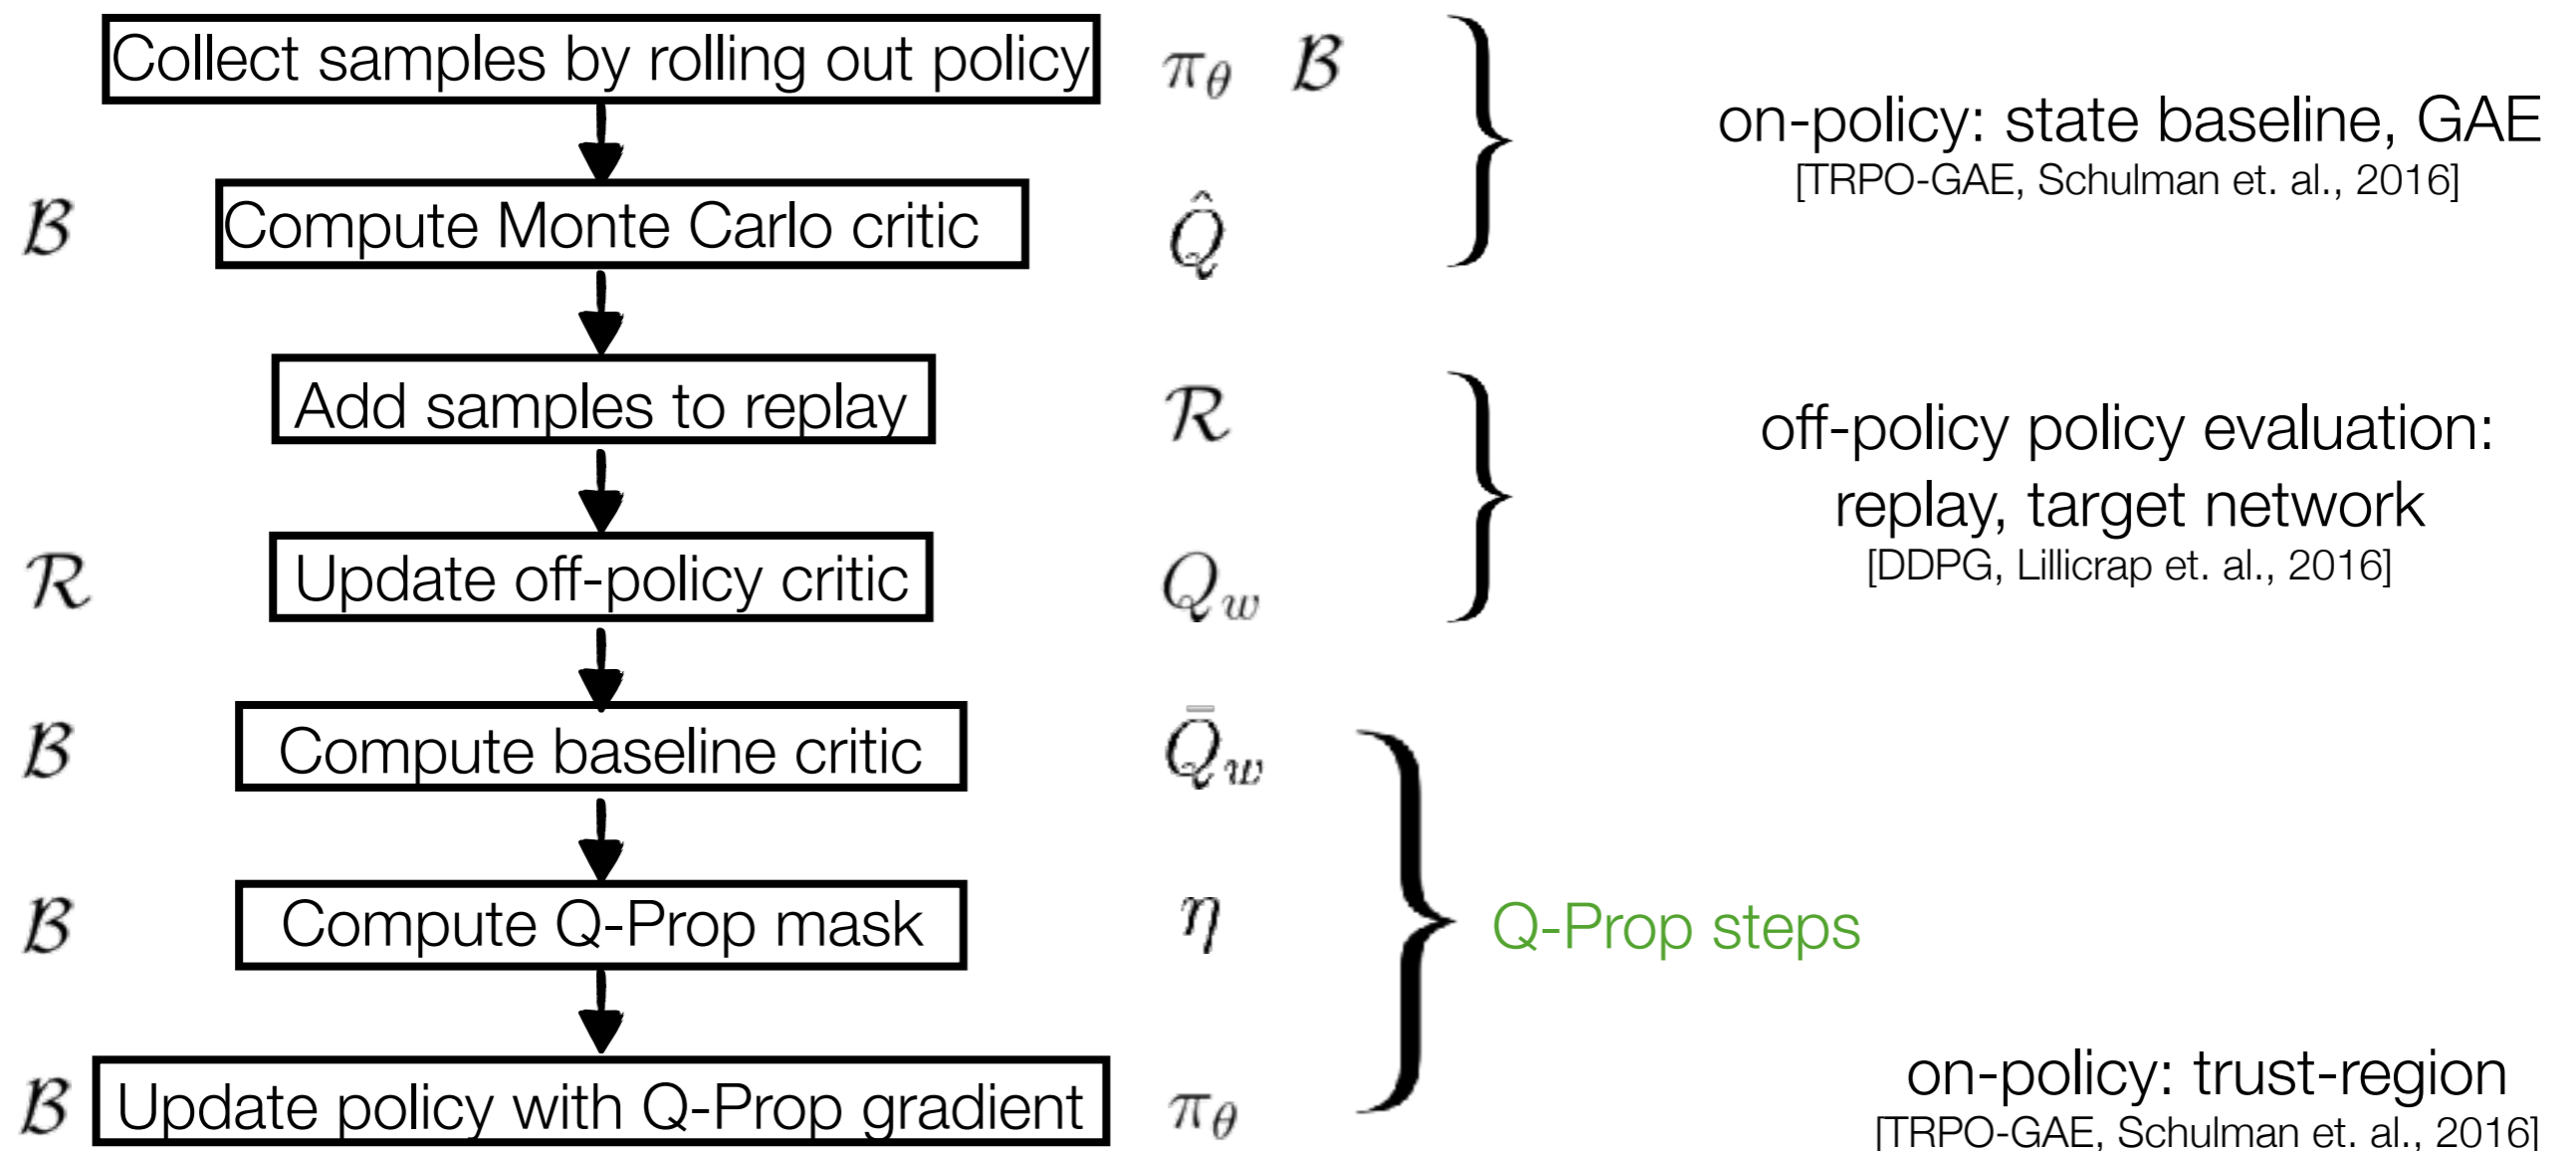 Collect samples by rolling out policy π_θ ℬ
on-policy: state baseline, GAE
[TRPO-GAE, Schulman et. al., 2016]
ℬ Compute Monte Carlo critic Q̂
Add samples to replay ℛ
off-policy policy evaluation:
replay, target network
[DDPG, Lillicrap et. al., 2016]
ℛ Update off-policy critic Q_w
ℬ Compute baseline critic Q̄_w
ℬ Compute Q-Prop mask η
Q-Prop steps
ℬ Update policy with Q-Prop gradient π_θ
on-policy: trust-region
[TRPO-GAE, Schulman et. al., 2016]